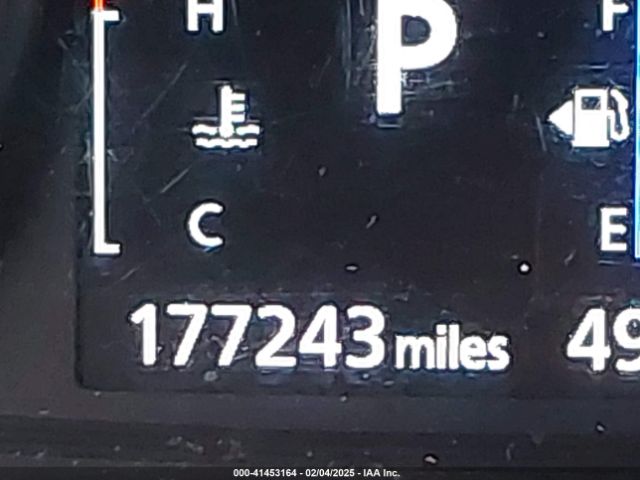 H P F
C E
177243 miles 49
000-41453164 - 02/04/2025 - IAA Inc.